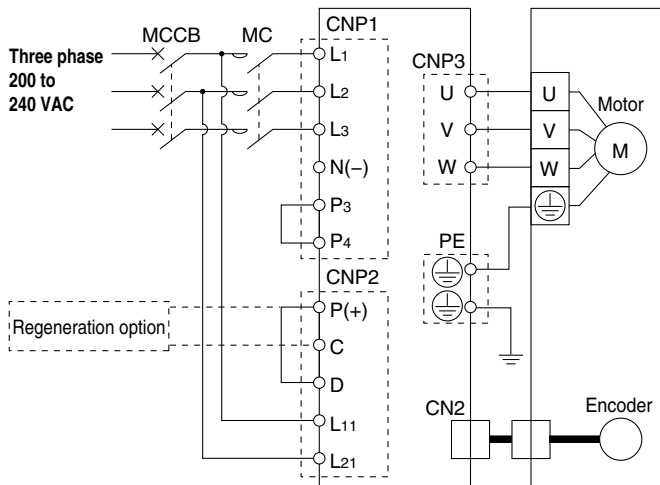 Three phase
200 to
240 VAC
MCCB
MC
CNP1
L1
L2
L3
N(−)
P3
P4
CNP2
P(+)
C
D
L11
L21
Regeneration option
CNP3
U
V
W
PE
CN2
U
V
W
Motor
M
Encoder